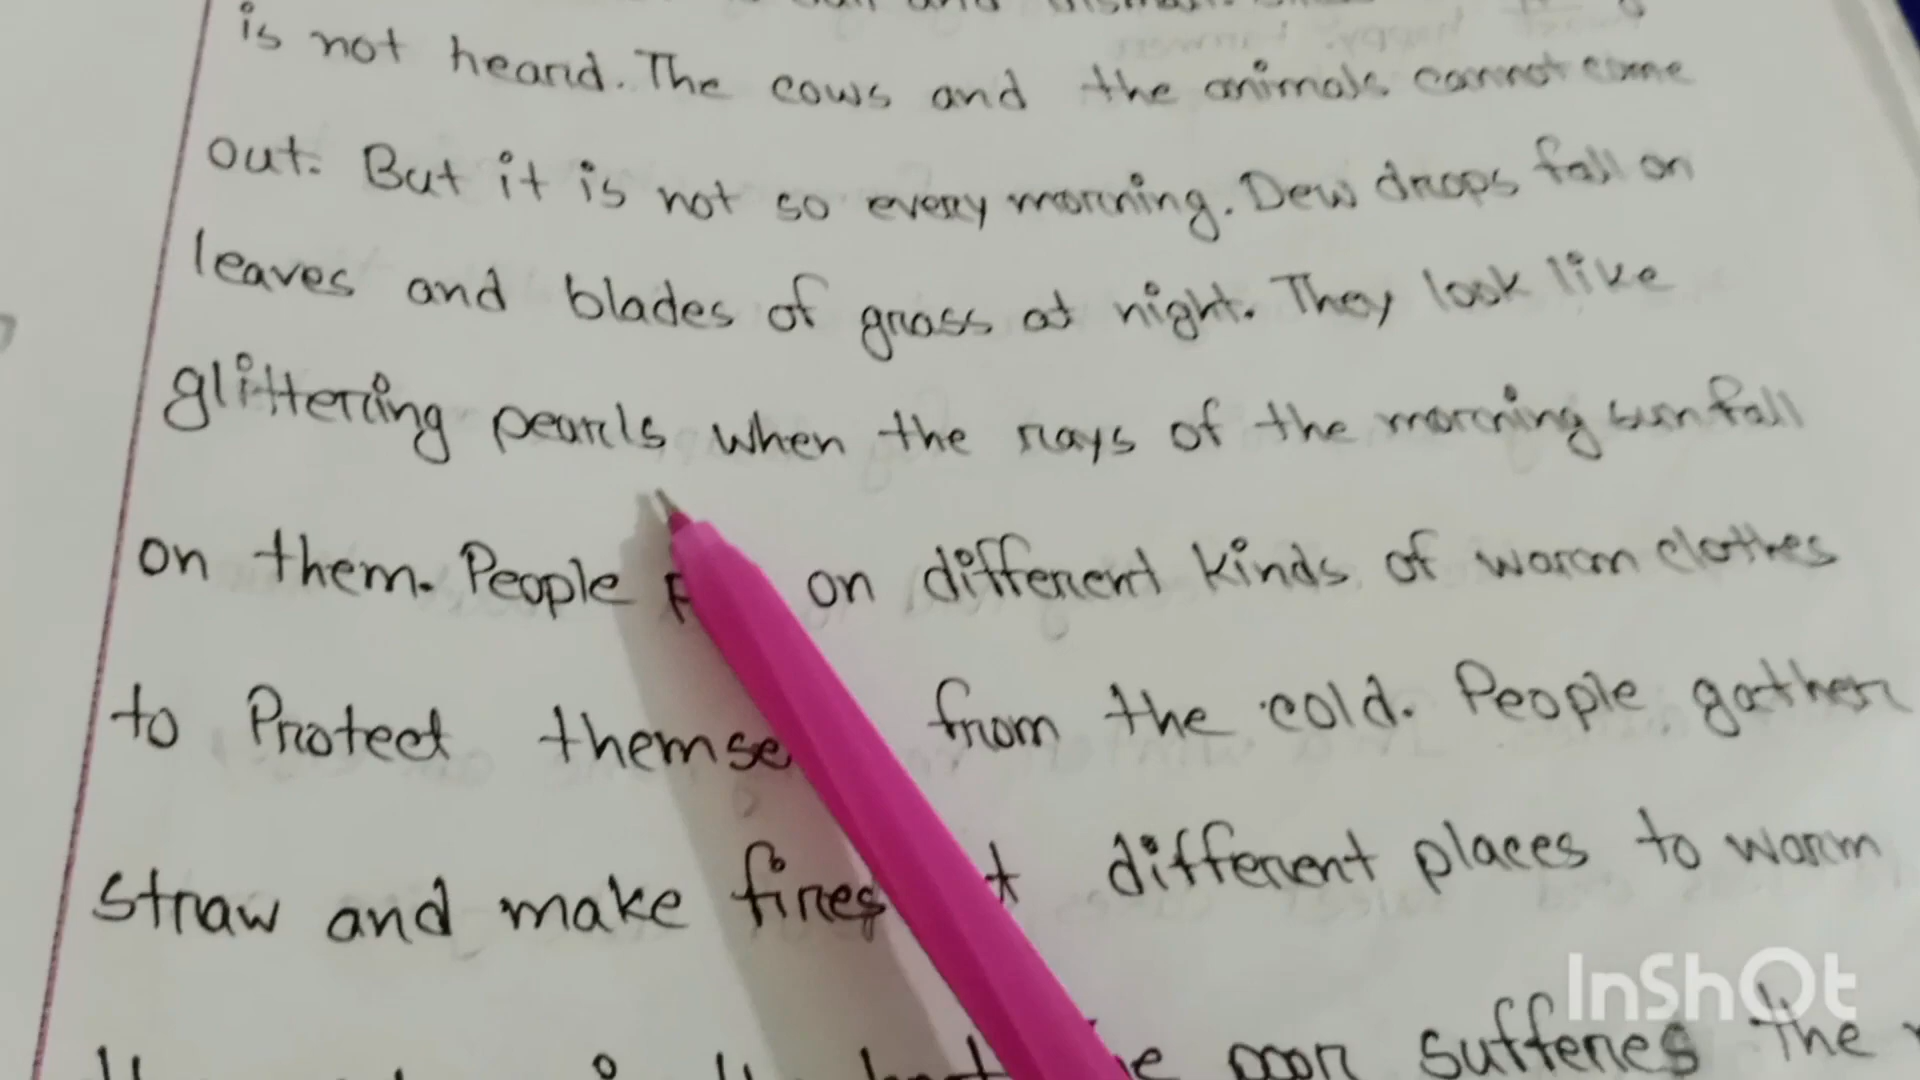 is not heard. The cows and the animals cannot come
out. But it is not so every morning. Dew drops fall on
leaves and blades of grass at night. They look like
glittering pearls when the rays of the morning sun fall
on them. People on different kinds of warm clothes
to Protect themse from the cold. People gather
straw and make fires different places to warm
poor sufferes the
InShOt